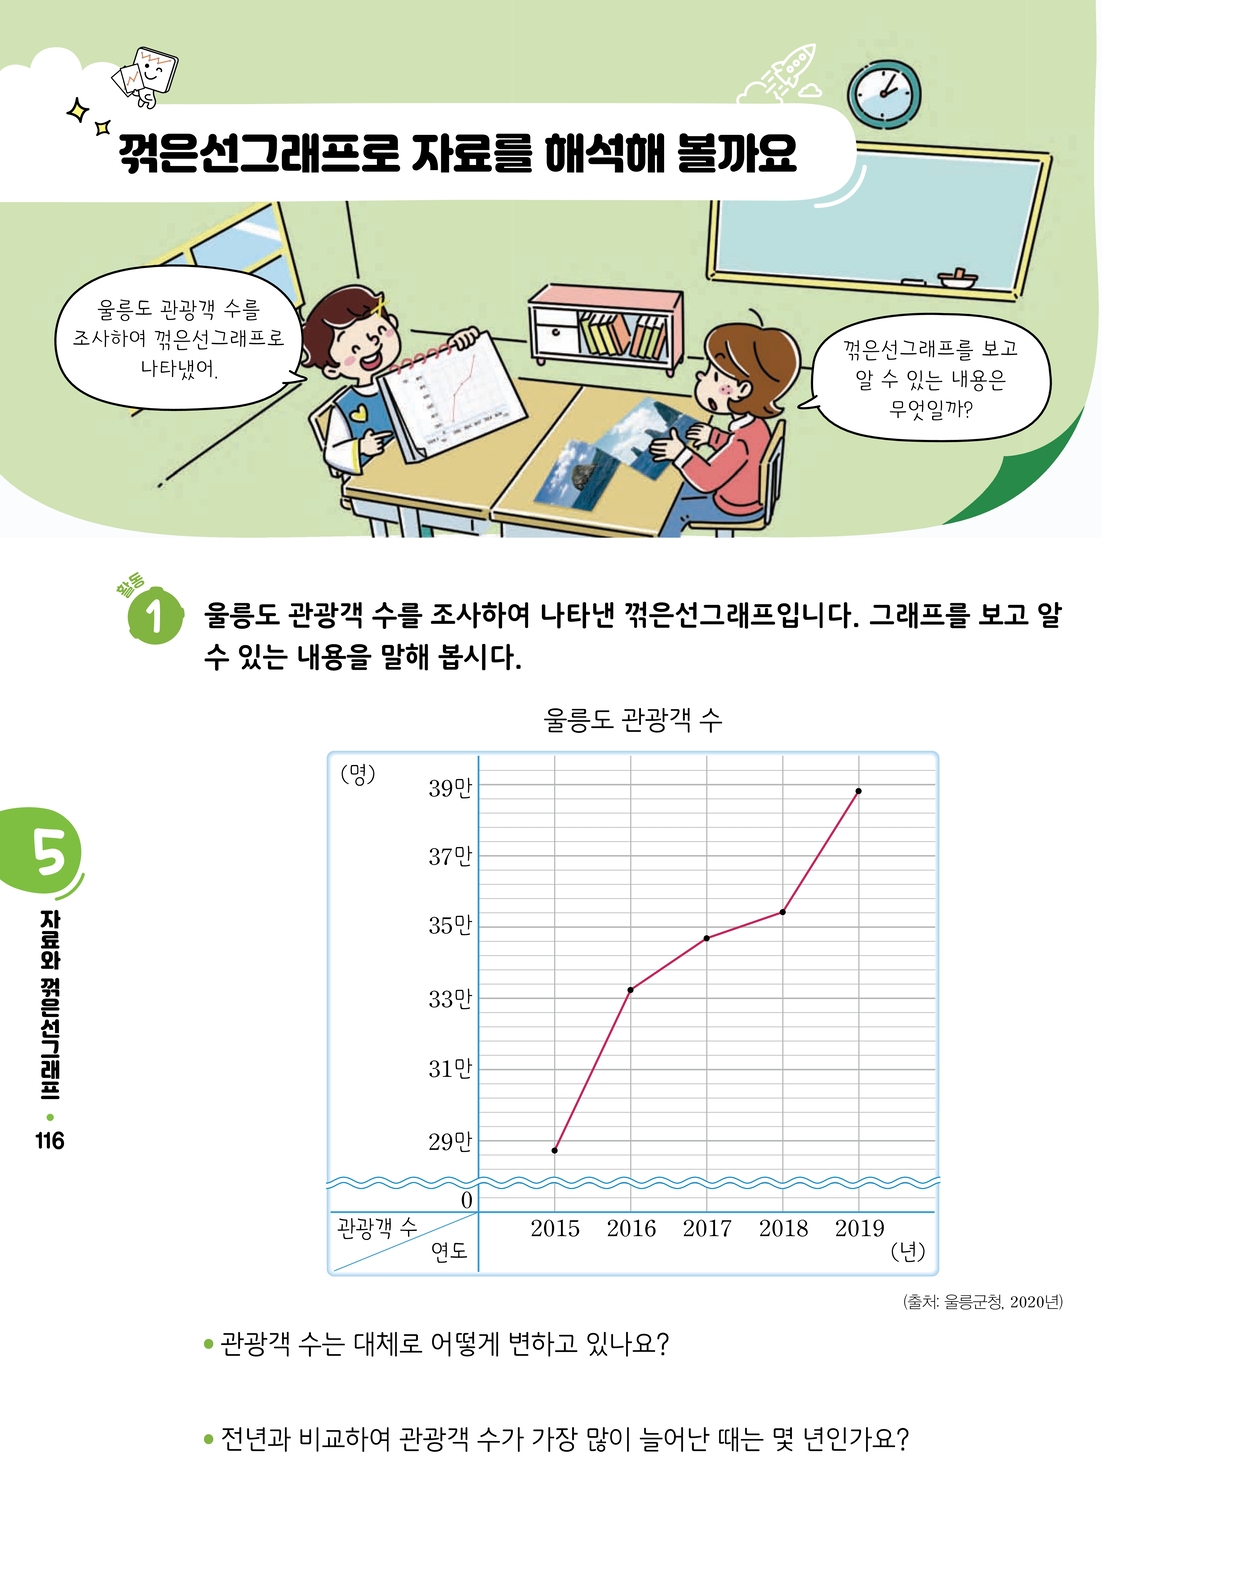 꺾은선그래프로 자료를 해석해 볼까요
울릉도 관광객 수를
조사하여 꺾은선그래프로
나타냈어.
꺾은선그래프를 보고
알 수 있는 내용은
무엇일까?
활동
1
울릉도 관광객 수를 조사하여 나타낸 꺾은선그래프입니다. 그래프를 보고 알
수 있는 내용을 말해 봅시다.
울릉도 관광객 수
(명)
39만
37만
35만
33만
31만
29만
0
관광객 수
연도
2015 2016 2017 2018 2019
(년)
(출처: 울릉군청, 2020년)
• 관광객 수는 대체로 어떻게 변하고 있나요?
• 전년과 비교하여 관광객 수가 가장 많이 늘어난 때는 몇 년인가요?
5
자료와 꺾은선그래프 •
116